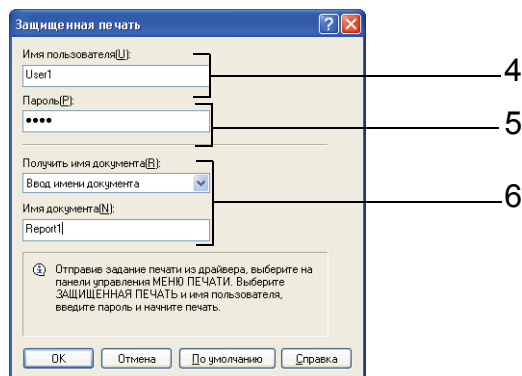 Защищенная печать
Имя пользователя(U):
User1
4
Пароль(P):
••••
5
Получить имя документа(R):
Ввод имени документа
6
Имя документа(N):
Report1
Отправив задание печати из драйвера, выберите на
панели управления МЕНЮ ПЕЧАТИ. Выберите
ЗАЩИЩЕННАЯ ПЕЧАТЬ и имя пользователя,
введите пароль и начните печать.
OK Отмена По умолчанию Справка